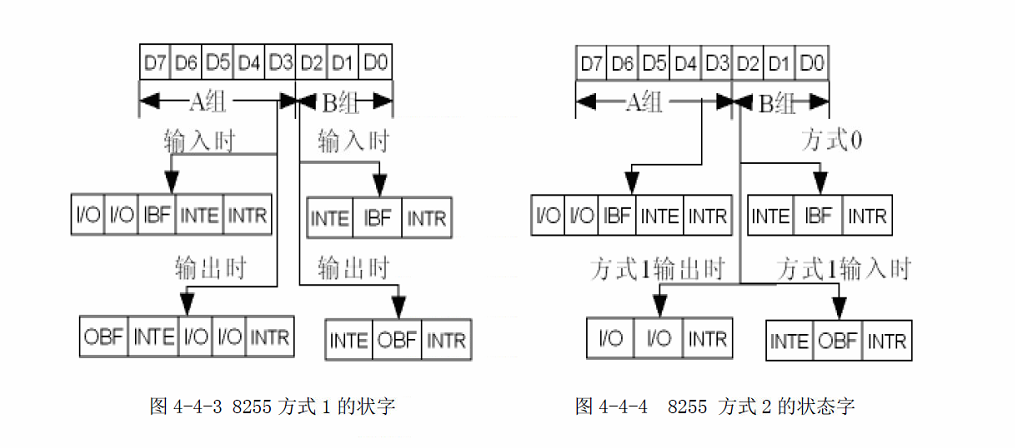 D7 D6 D5 D4 D3 D2 D1 D0
A组 B组
输入时 输入时
I/O I/O IBF INTE INTR
INTE IBF INTR
输出时 输出时
OBF INTE I/O I/O INTR
INTE OBF INTR
图4-4-3 8255方式1的状字
D7 D6 D5 D4 D3 D2 D1 D0
A组 B组
方式0
I/O I/O IBF INTE INTR
INTE IBF INTR
方式1输出时 方式1输入时
I/O I/O INTR
INTE OBF INTR
图4-4-4 8255 方式2的状态字